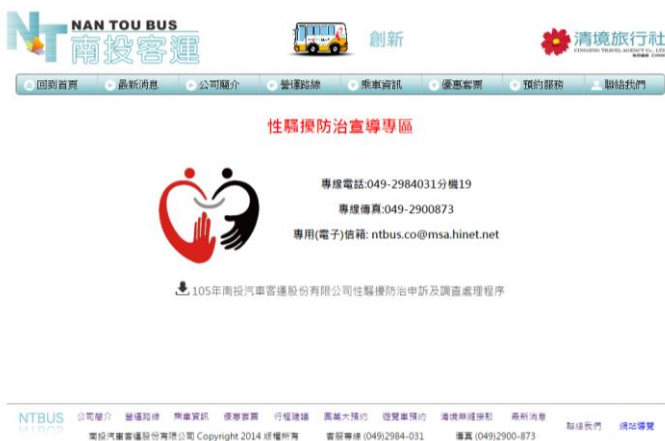 NAN TOU BUS
NT 南投客運
創新
清境旅行社
回到首頁 最新消息 公司簡介 營運路線 乘車資訊 優惠套票 預約服務 聯絡我們
性騷擾防治宣導專區
專線電話:049-2984031分機19
專線傳真:049-2900873
專用(電子)信箱: ntbus.co@msa.hinet.net
105年南投汽車客運股份有限公司性騷擾防治申訴及調查處理程序
NTBUS 公司簡介 營運路線 乘車資訊 優惠套票 行程建議 圓葉大預約 遊覽車預約 清境無縫接駁 最新消息 聯絡我們 網站導覽
南投汽車客運股份有限公司 Copyright 2014 版權所有 客服專線 (049)2984-031 傳真 (049)2900-873